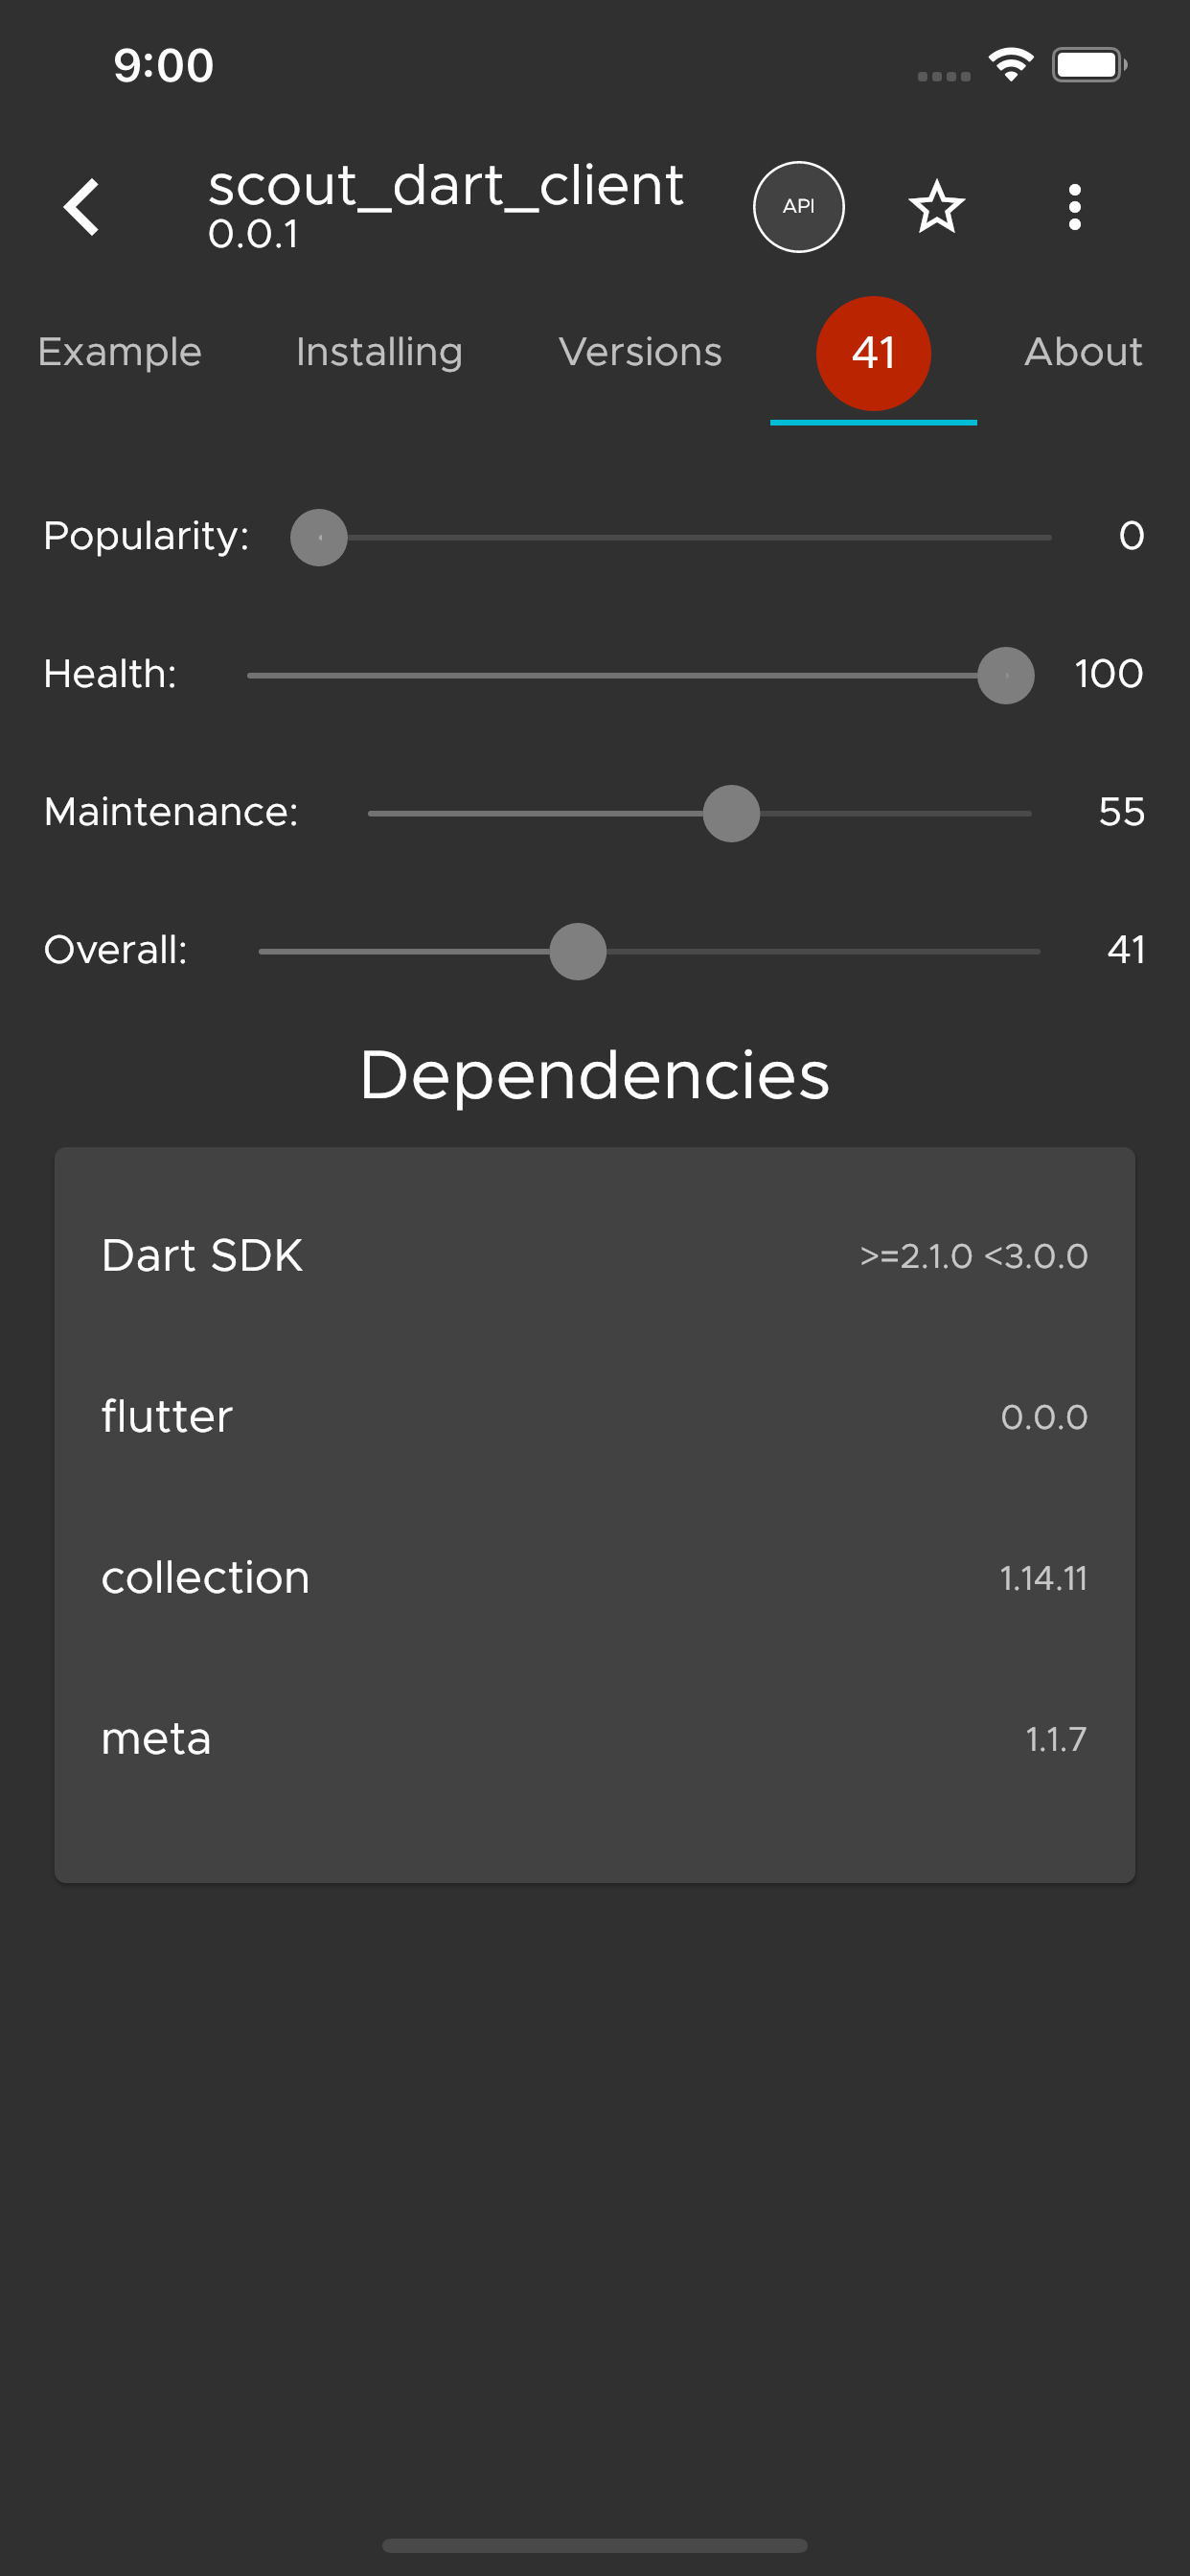 9:00
scout_dart_client
0.0.1
API
Example Installing Versions 41 About
Popularity: 0
Health: 100
Maintenance: 55
Overall: 41
Dependencies
Dart SDK >=2.1.0 <3.0.0
flutter 0.0.0
collection 1.14.11
meta 1.1.7